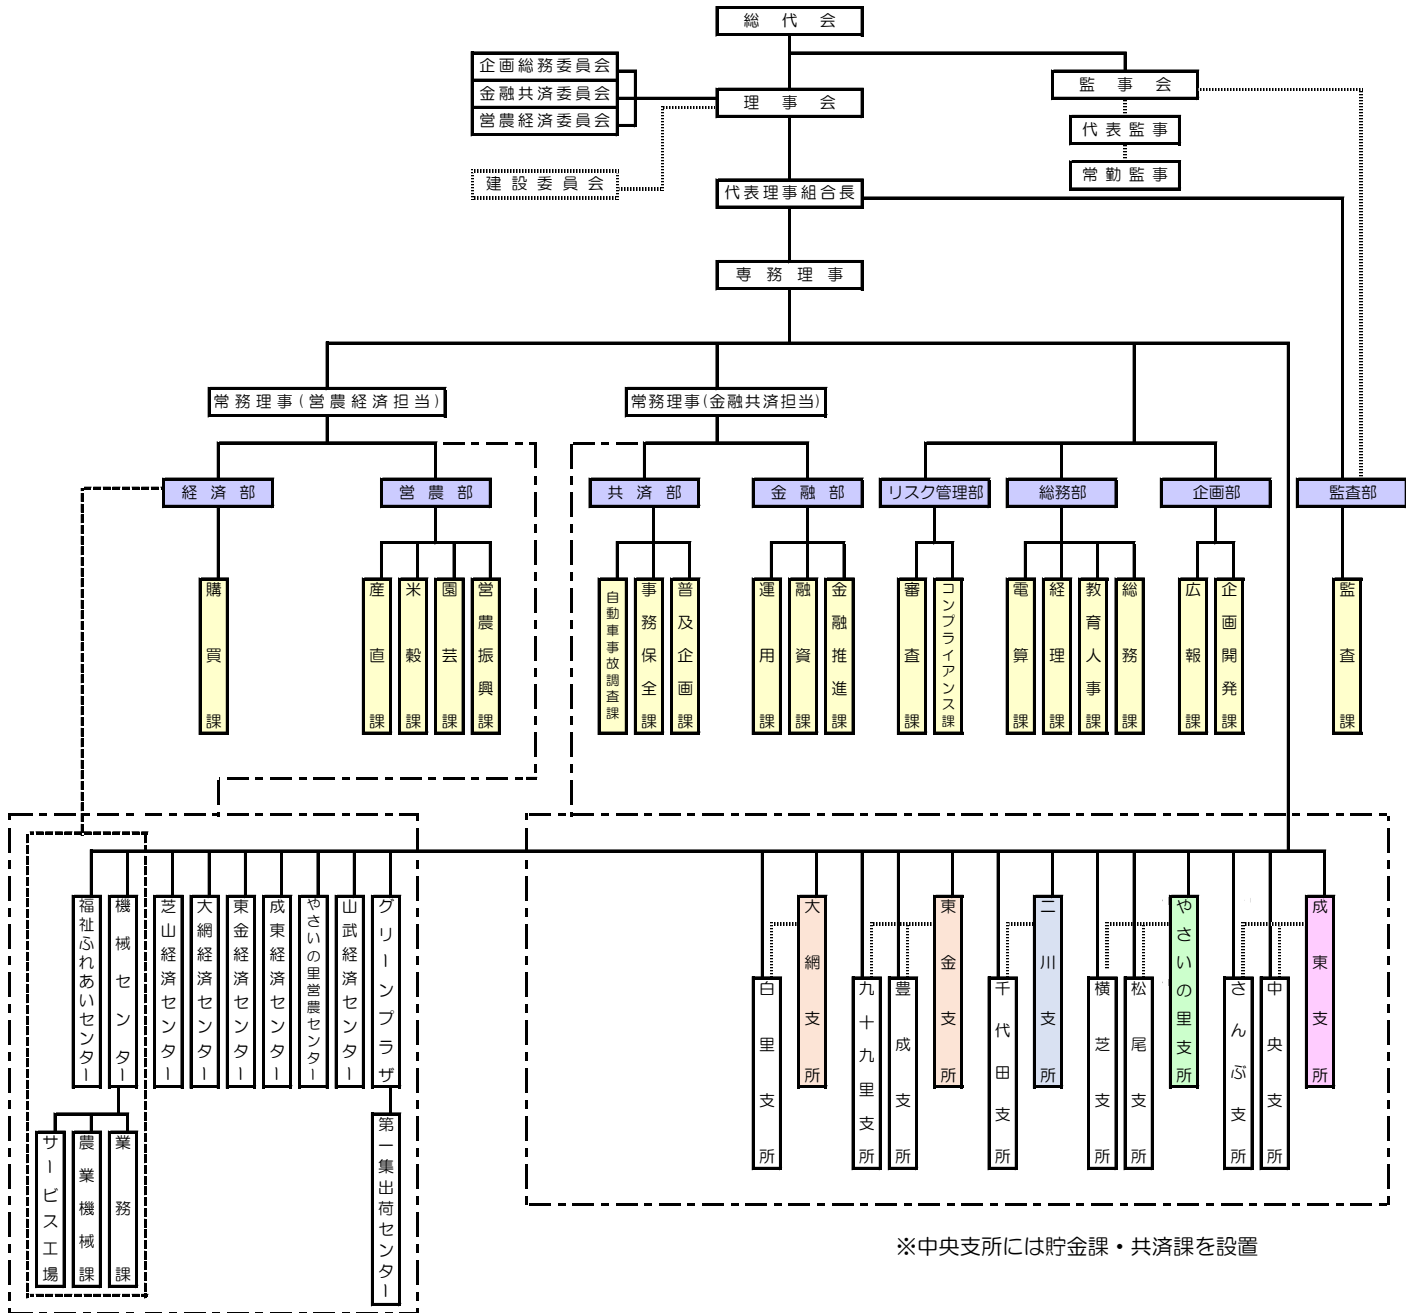 総代会
企画総務委員会
金融共済委員会
営農経済委員会
理事会
監事会
代表監事
常勤監事
建設委員会
代表理事組合長
専務理事
常務理事(営農経済担当)
常務理事(金融共済担当)
経済部
営農部
共済部
金融部
リスク管理部
総務部
企画部
監査部
購買課
産直課
米穀課
園芸課
営農振興課
自動車事故調査課
事務保全課
普及企画課
運用課
融資課
金融推進課
審査課
コンプライアンス課
電算課
経理課
教育人事課
総務課
広報課
企画開発課
監査課
福祉ふれあいセンター
機械センター
芝山経済センター
大網経済センター
東金経済センター
成東経済センター
やさいの里営農センター
山武経済センター
グリーンプラザ
大網支所
東金支所
二川支所
やさいの里支所
成東支所
白里支所
九十九里支所
豊成支所
千代田支所
横芝支所
松尾支所
さんぶ支所
中央支所
サービス工場
農業機械課
業務課
第一集出荷センター
※中央支所には貯金課・共済課を設置